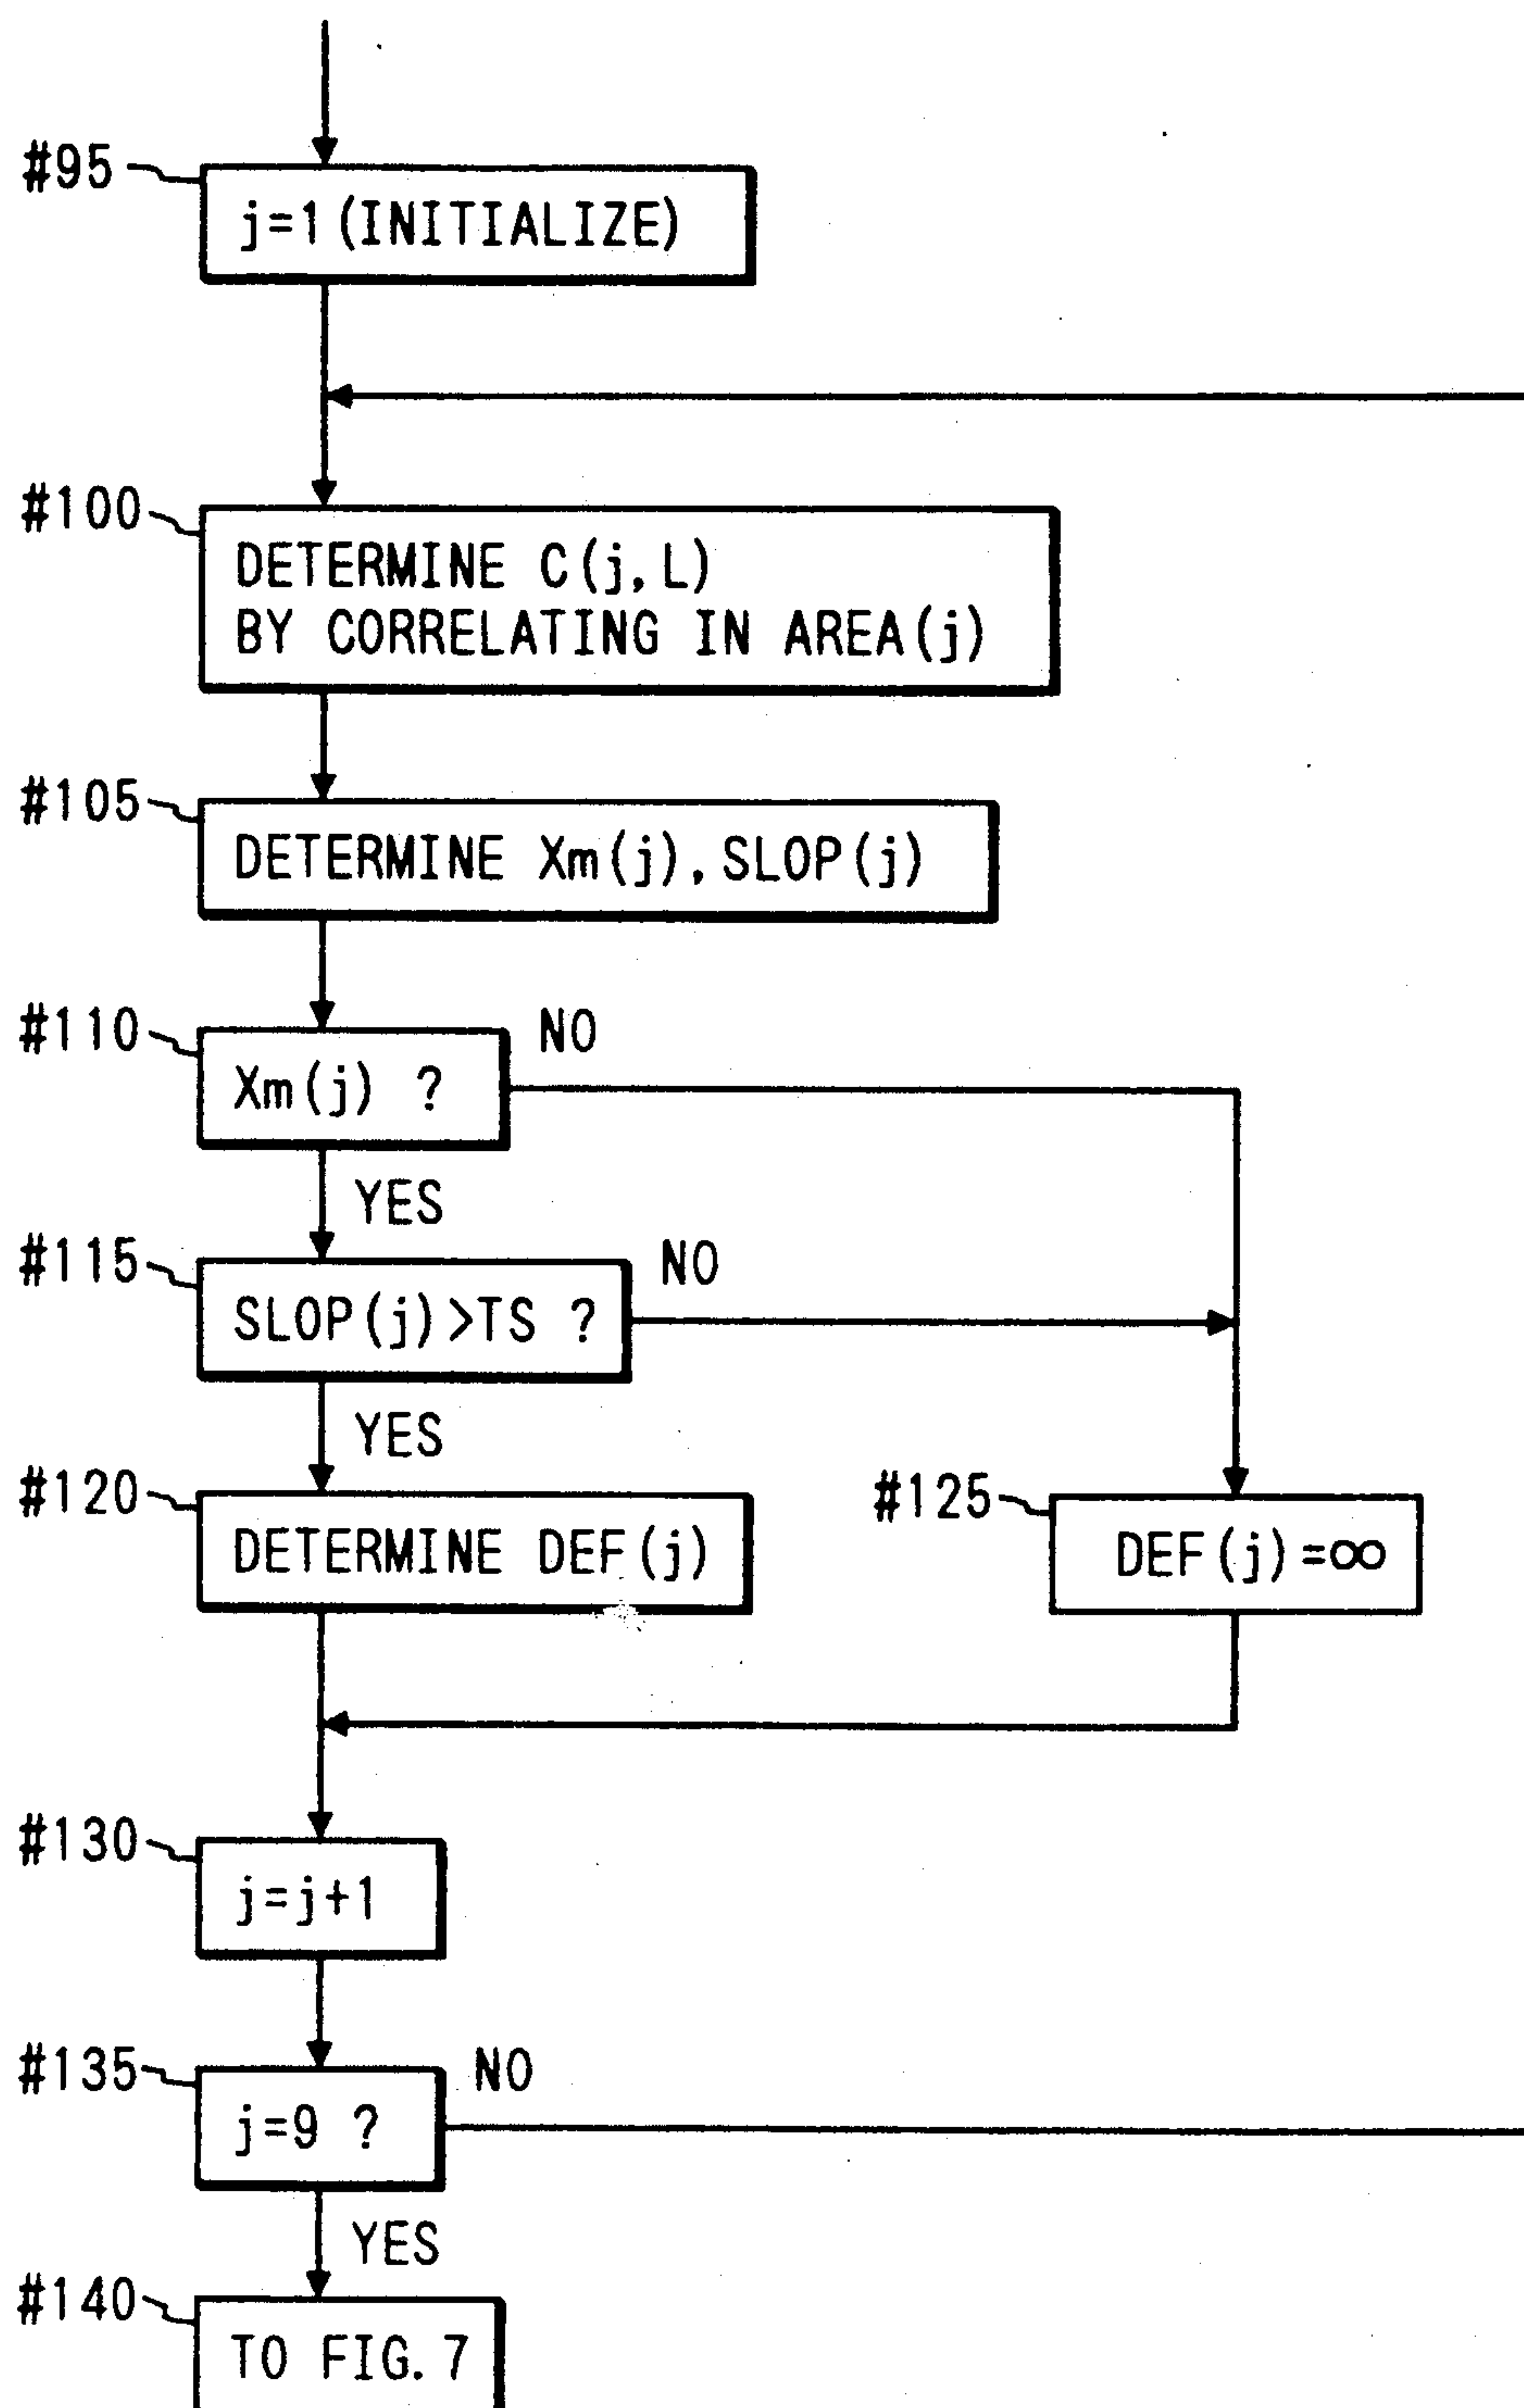 #95
j=1(INITIALIZE)
#100
DETERMINE C(j,L)
BY CORRELATING IN AREA(j)
#105
DETERMINE Xm(j),SLOP(j)
#110
NO
Xm(j) ?
YES
#115
NO
SLOP(j)>TS ?
YES
#120
DETERMINE DEF(j)
#125
DEF(j)=∞
#130
j=j+1
#135
NO
j=9 ?
YES
#140
TO FIG. 7